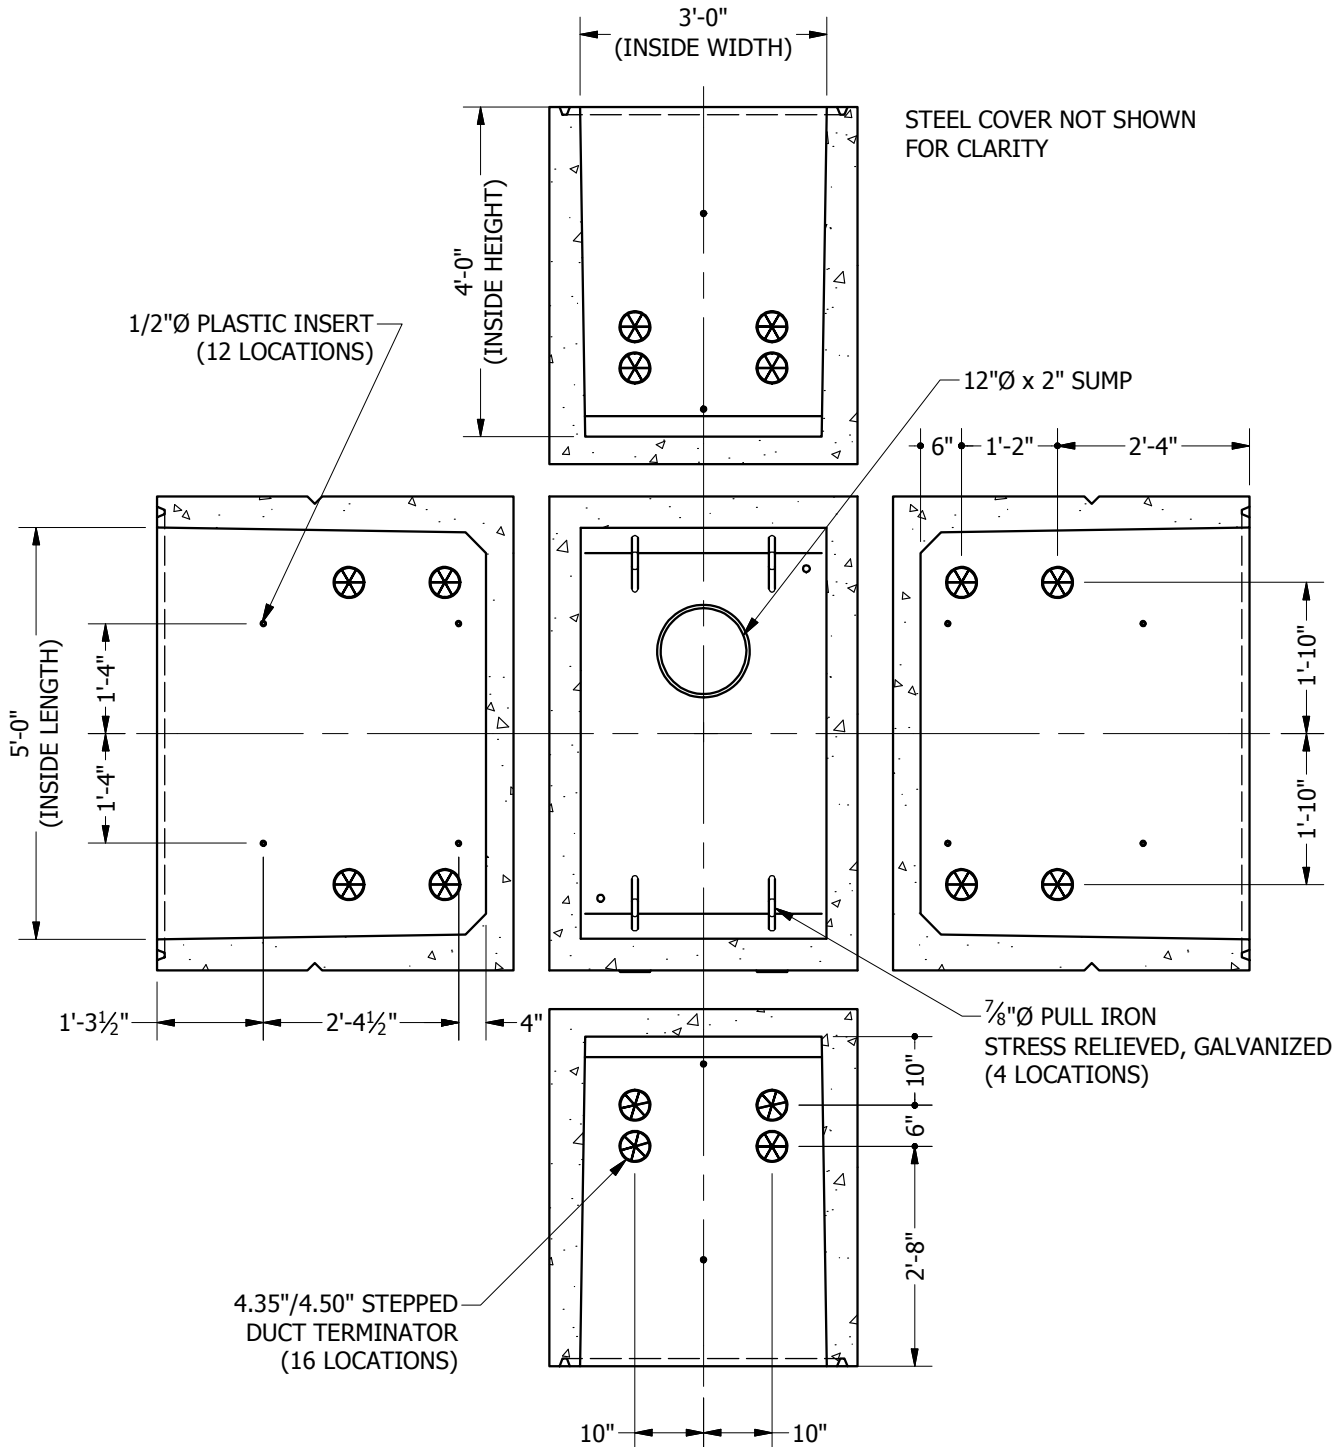 3'-0"
(INSIDE WIDTH)
STEEL COVER NOT SHOWN
FOR CLARITY
4'-0"
(INSIDE HEIGHT)
1/2"Ø PLASTIC INSERT
(12 LOCATIONS)
12"Ø x 2" SUMP
6"
1'-2"
2'-4"
5'-0"
(INSIDE LENGTH)
1'-4"
1'-4"
1'-10"
1'-10"
1'-3½"
2'-4½"
4"
⅞"Ø PULL IRON
STRESS RELIEVED, GALVANIZED
(4 LOCATIONS)
10"
6"
2'-8"
4.35"/4.50" STEPPED
DUCT TERMINATOR
(16 LOCATIONS)
10"
10"